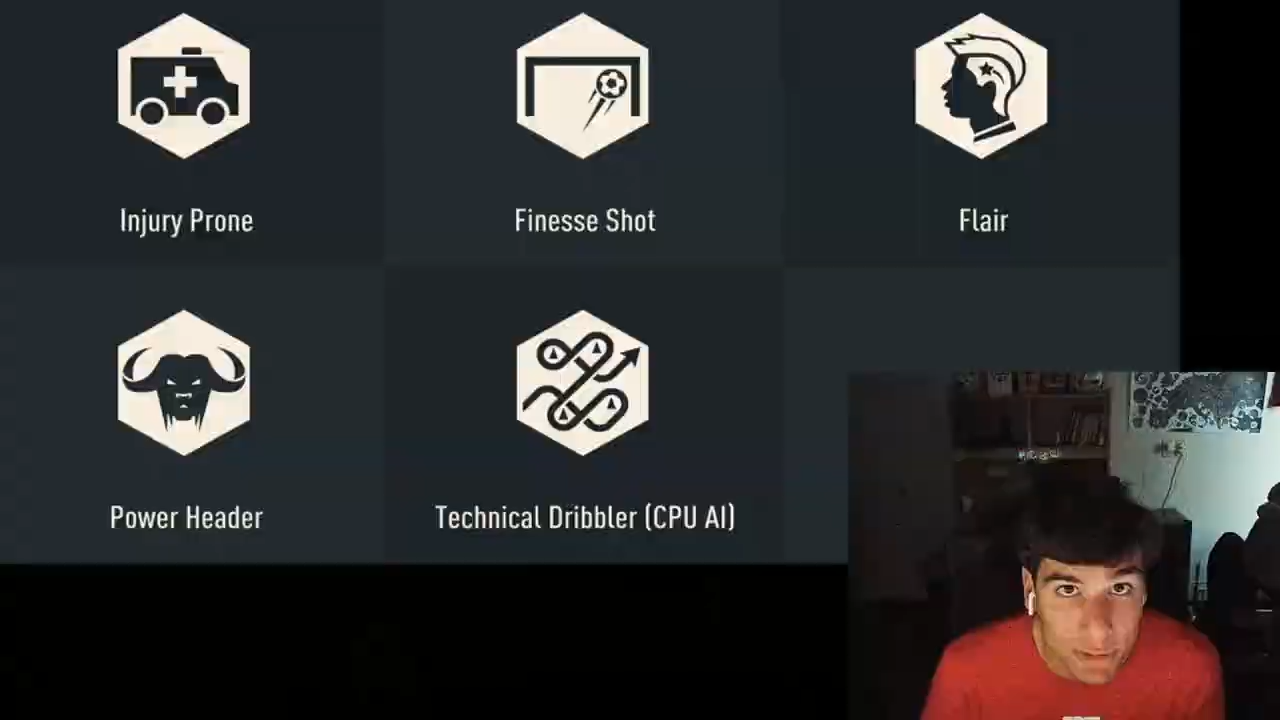 Injury Prone
Finesse Shot
Flair
Power Header
Technical Dribbler (CPU AI)